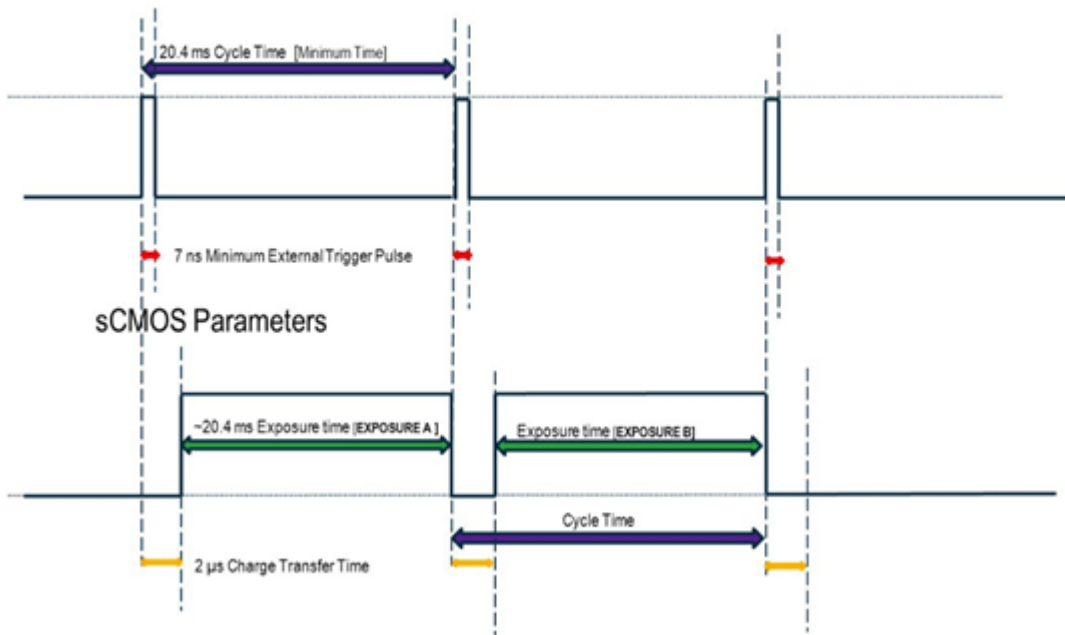 20.4 ms Cycle Time [Minimum Time]
7 ns Minimum External Trigger Pulse
sCMOS Parameters
~20.4 ms Exposure time [EXPOSURE A ]
Exposure time [EXPOSURE B]
Cycle Time
2 µs Charge Transfer Time